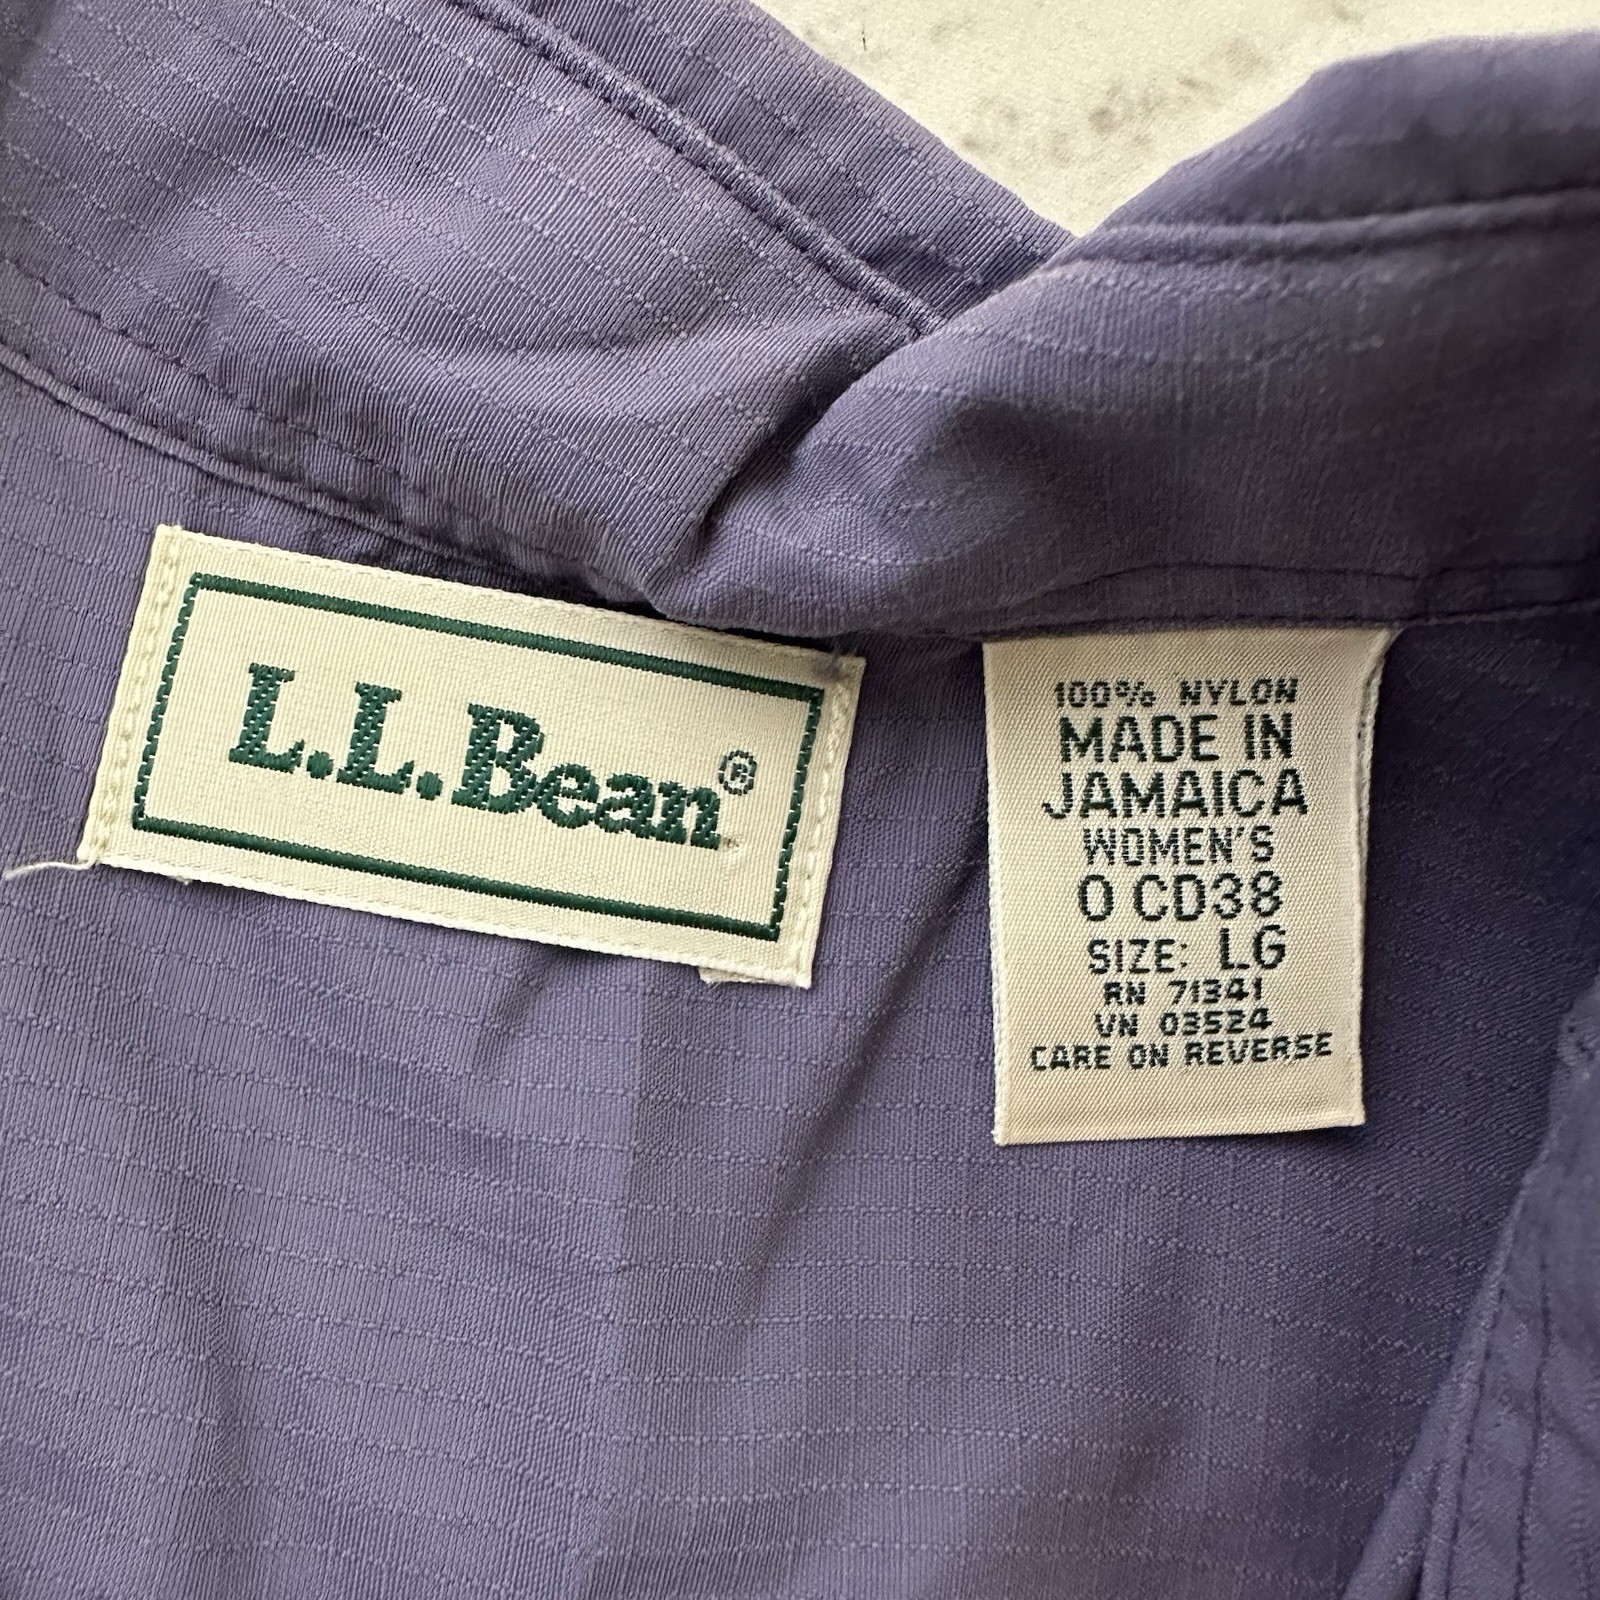 L.L.Bean®
100% NYLON
MADE IN
JAMAICA
WOMEN'S
0 CD38
SIZE: LG
RN 71341
VN 03524
CARE ON REVERSE